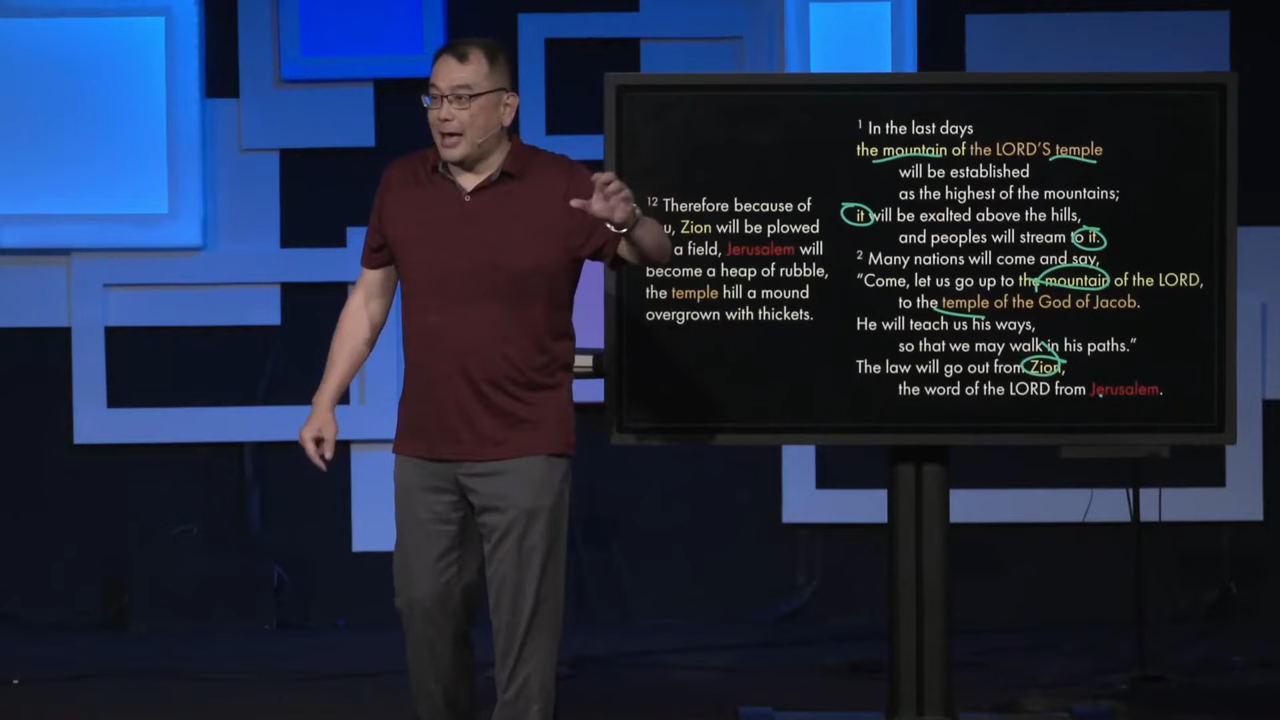 12 Therefore because of
u, Zion will be plowed
a field, Jerusalem will
become a heap of rubble,
the temple hill a mound
overgrown with thickets.
1 In the last days
the mountain of the LORD'S temple
will be established
as the highest of the mountains;
it will be exalted above the hills,
and peoples will stream to it.
2 Many nations will come and say,
"Come, let us go up to the mountain of the LORD,
to the temple of the God of Jacob.
He will teach us his ways,
so that we may walk in his paths."
The law will go out from Zion,
the word of the LORD from Jerusalem.